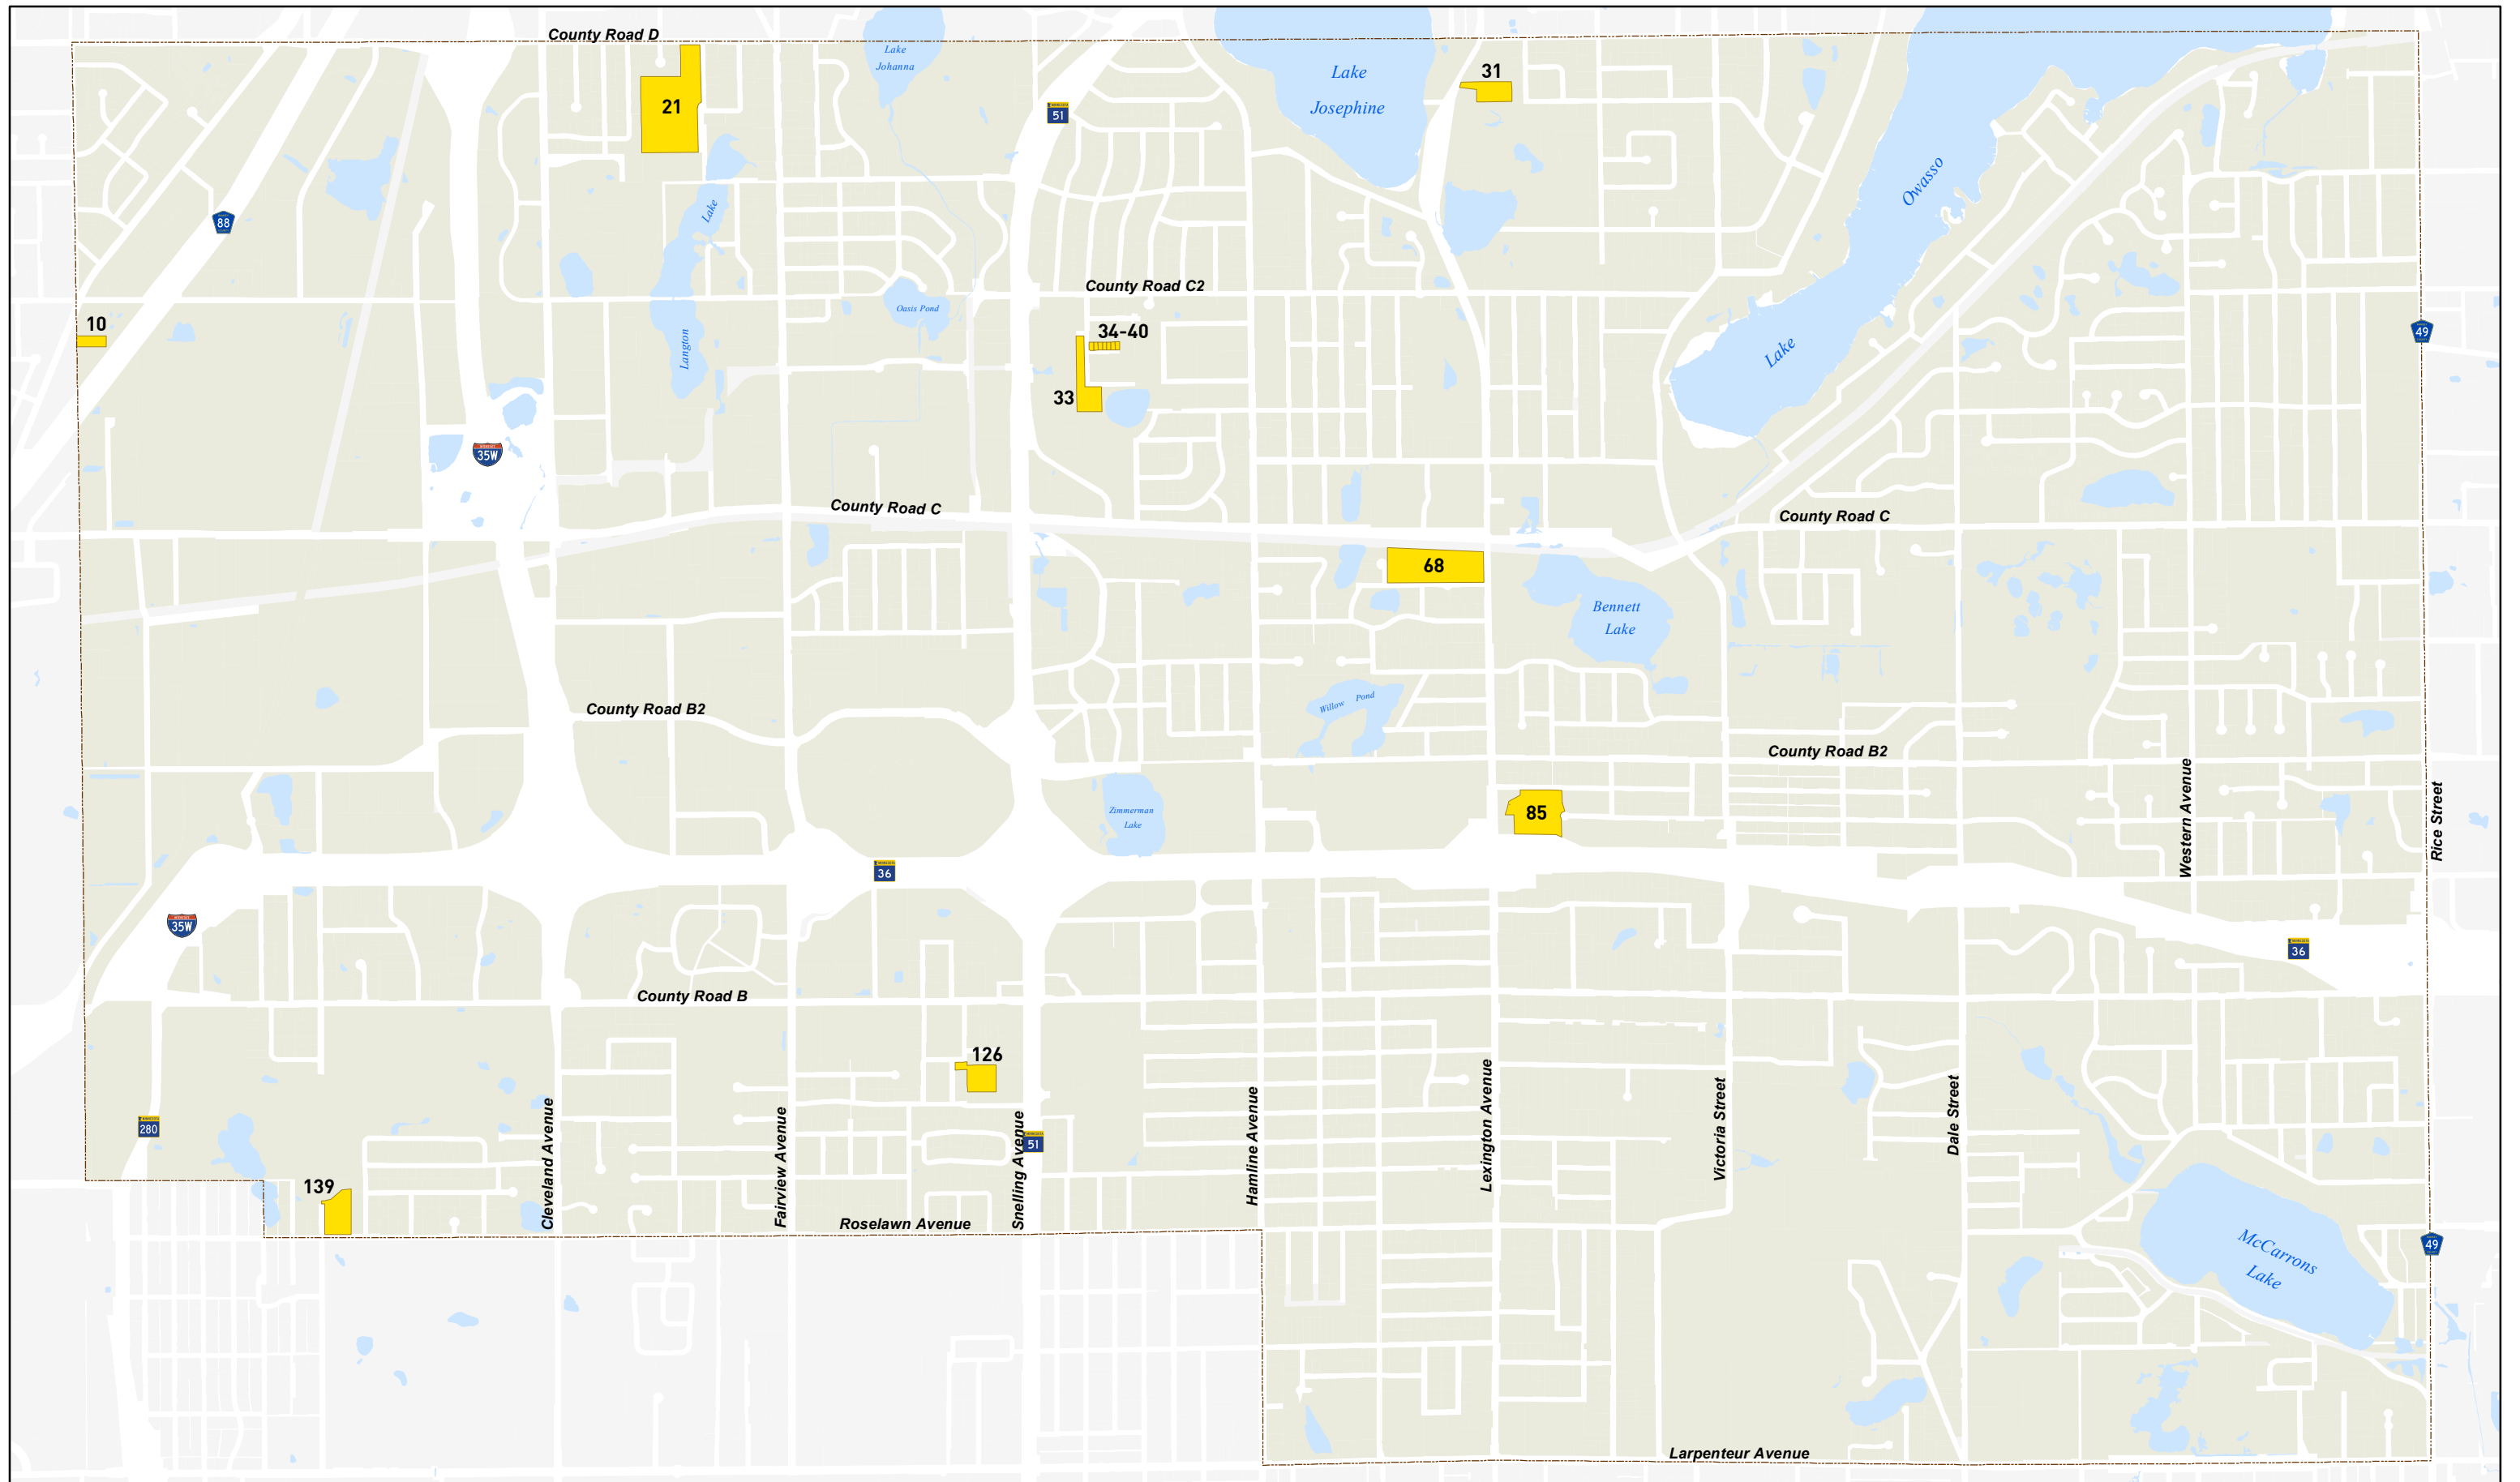 County Road D
Lake
Johanna
Lake
Josephine
31
21
51
88
Lake
Owasso
Lake
County Road C2
Oasis Pond
10
34-40
49
Langton
33
35W
County Road C
County Road C
68
Bennett
Lake
Willow Pond
County Road B2
County Road B2
Zimmerman
Lake
85
Western Avenue
Rice Street
36
35W
36
County Road B
126
280
51
Cleveland Avenue
Fairview Avenue
Snelling Avenue
Hamline Avenue
Lexington Avenue
Victoria Street
Dale Street
139
Roselawn Avenue
McCarrons
Lake
49
Larpenteur Avenue